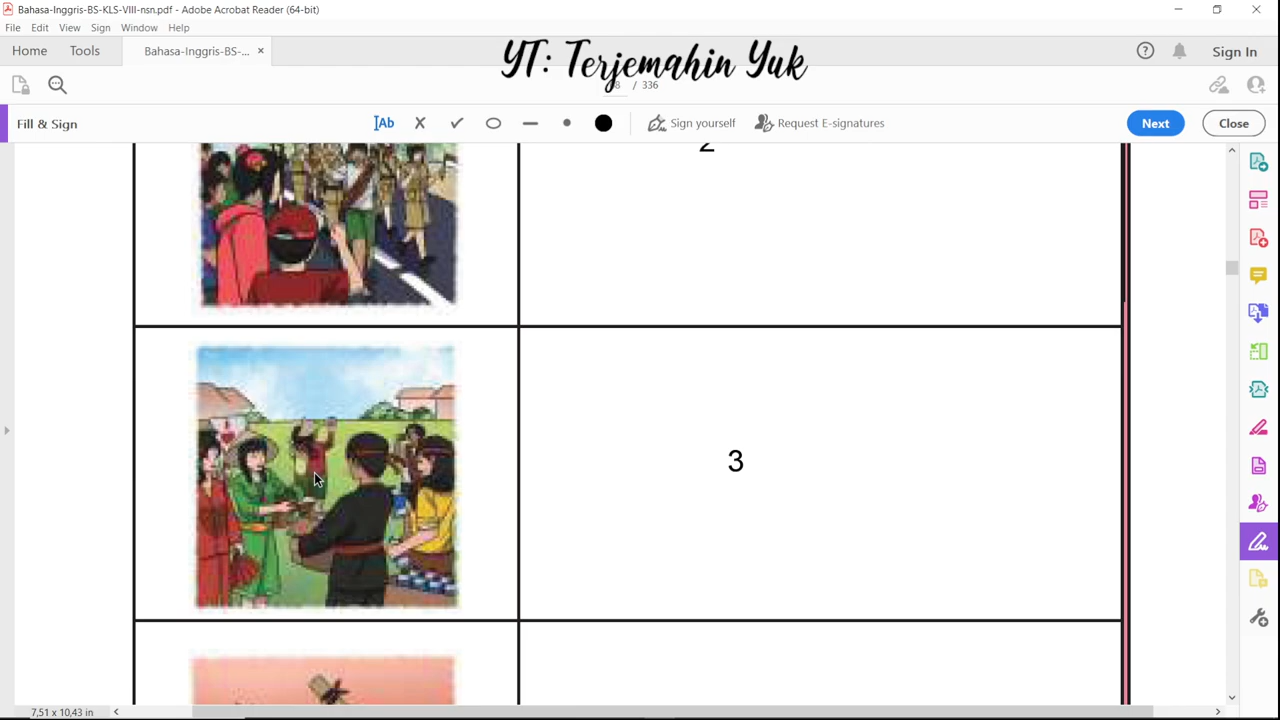 Bahasa-Inggris-BS-KLS-VIII-nsn.pdf - Adobe Acrobat Reader (64-bit)
File Edit View Sign Window Help
Home Tools Bahasa-Inggris-BS-... × Sign In
YT: Terjemahin Yuk
/ 336
Fill & Sign Ab Sign yourself Request E-signatures Next Close
2
3
7,51 x 10,43 in